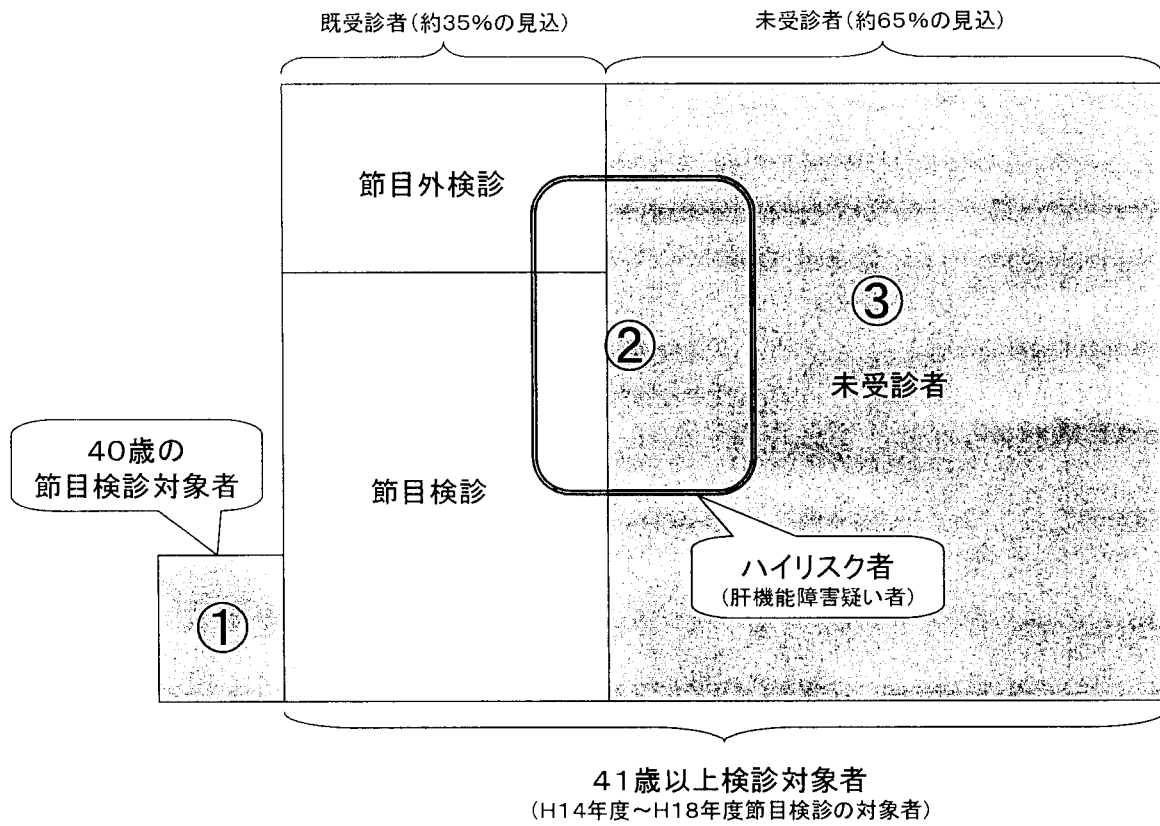 既受診者(約35%の見込)
未受診者(約65%の見込)
節目外検診
②
③
未受診者
40歳の
節目検診対象者
節目検診
ハイリスク者
(肝機能障害疑い者)
①
41歳以上検診対象者
(H14年度~H18年度節目検診の対象者)